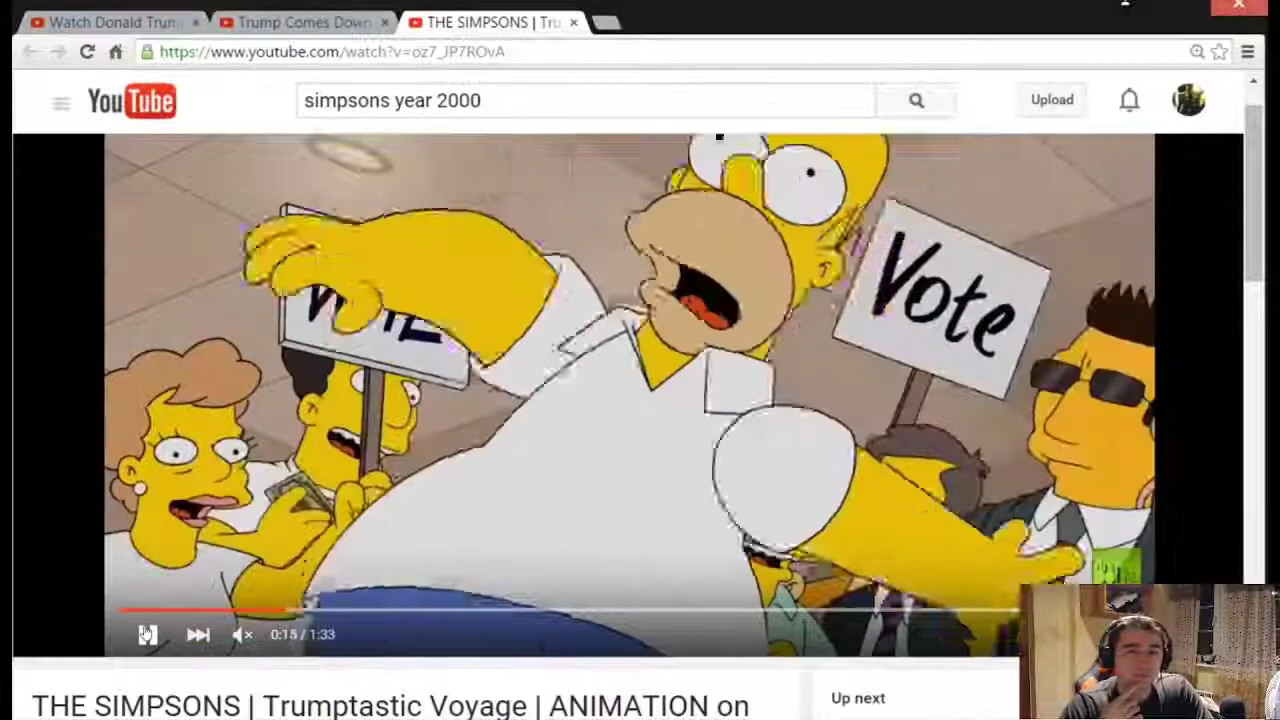 Watch Donald Trum
Trump Comes Down
THE SIMPSONS | Tru
https://www.youtube.com/watch?v=oz7_JP7ROvA
YouTube
simpsons year 2000
Upload
Vote
0:15 / 1:33
THE SIMPSONS | Trumptastic Voyage | ANIMATION on
Up next